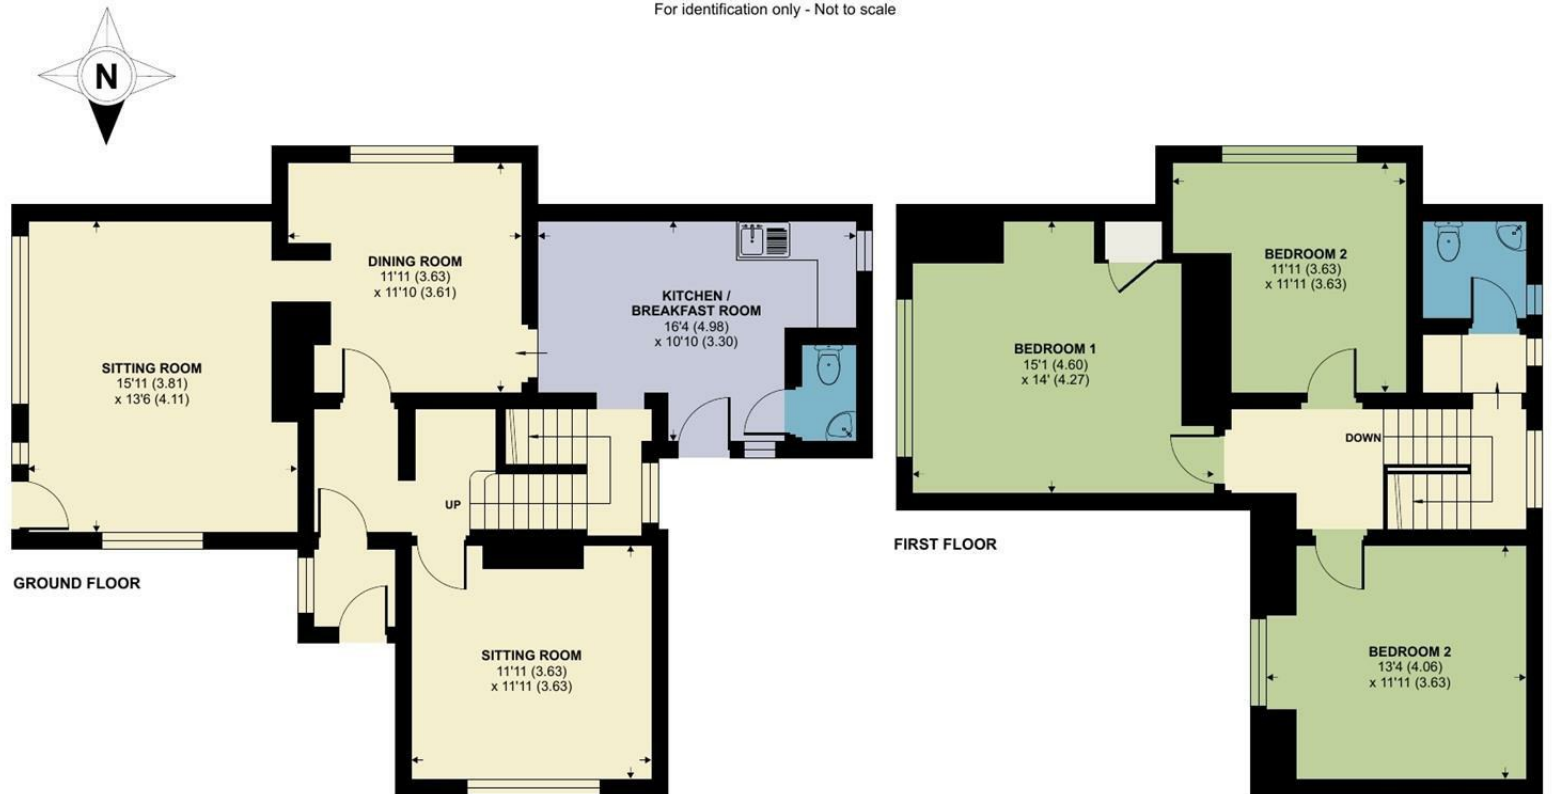 For identification only - Not to scale
N
DINING ROOM
11'11 (3.63)
x 11'10 (3.61)
KITCHEN /
BREAKFAST ROOM
16'4 (4.98)
x 10'10 (3.30)
SITTING ROOM
15'11 (3.81)
x 13'6 (4.11)
UP
GROUND FLOOR
SITTING ROOM
11'11 (3.63)
x 11'11 (3.63)
BEDROOM 2
11'11 (3.63)
x 11'11 (3.63)
BEDROOM 1
15'1 (4.60)
x 14' (4.27)
DOWN
FIRST FLOOR
BEDROOM 2
13'4 (4.06)
x 11'11 (3.63)